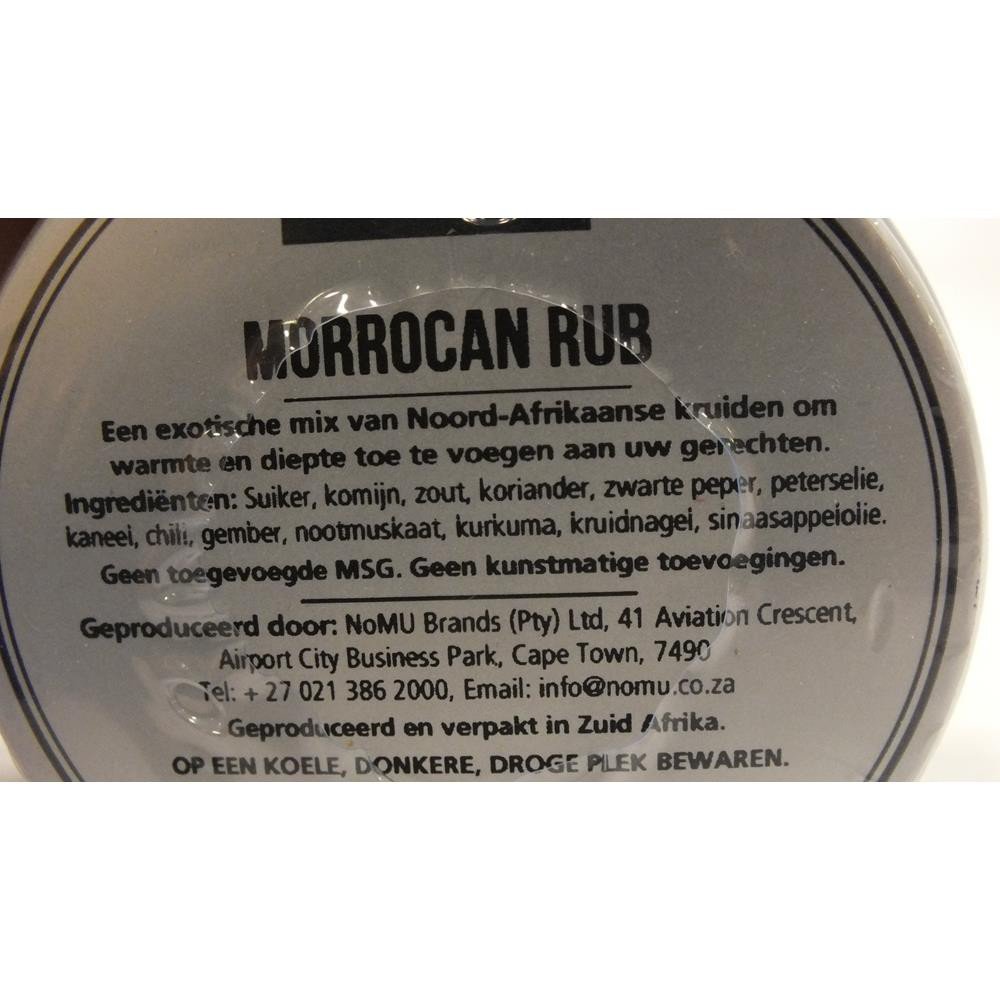 MORROCAN RUB
Een exotische mix van Noord-Afrikaanse kruiden om
warmte en diepte toe te voegen aan uw gerechten.
Ingrediënten: Suiker, komijn, zout, koriander, zwarte peper, peterselie,
kaneel, chili, gember, nootmuskaat, kurkuma, kruidnagel, sinaasappelolie.
Geen toegevoegde MSG. Geen kunstmatige toevoegingen.
Geproduceerd door: NoMU Brands (Pty) Ltd, 41 Aviation Crescent,
Airport City Business Park, Cape Town, 7490
Tel: + 27 021 386 2000, Email: info@nomu.co.za
Geproduceerd en verpakt in Zuid Afrika.
OP EEN KOELE, DONKERE, DROGE PLEK BEWAREN.